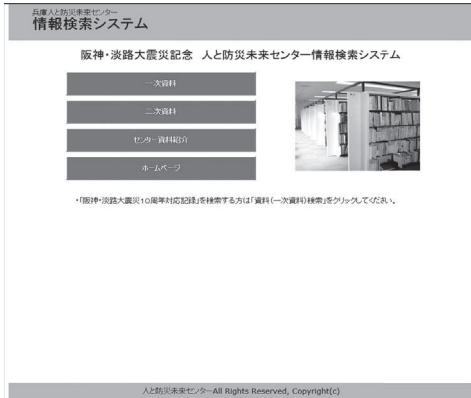 兵庫人と防災未来センター
情報検索システム
阪神・淡路大震災記念 人と防災未来センター情報検索システム
一次資料
二次資料
センター資料紹介
ホームページ
・「阪神・淡路大震災10周年対応記録」を検索する方は「資料(一次資料)検索」をクリックしてください。
人と防災未来センターAll Rights Reserved, Copyright(c)